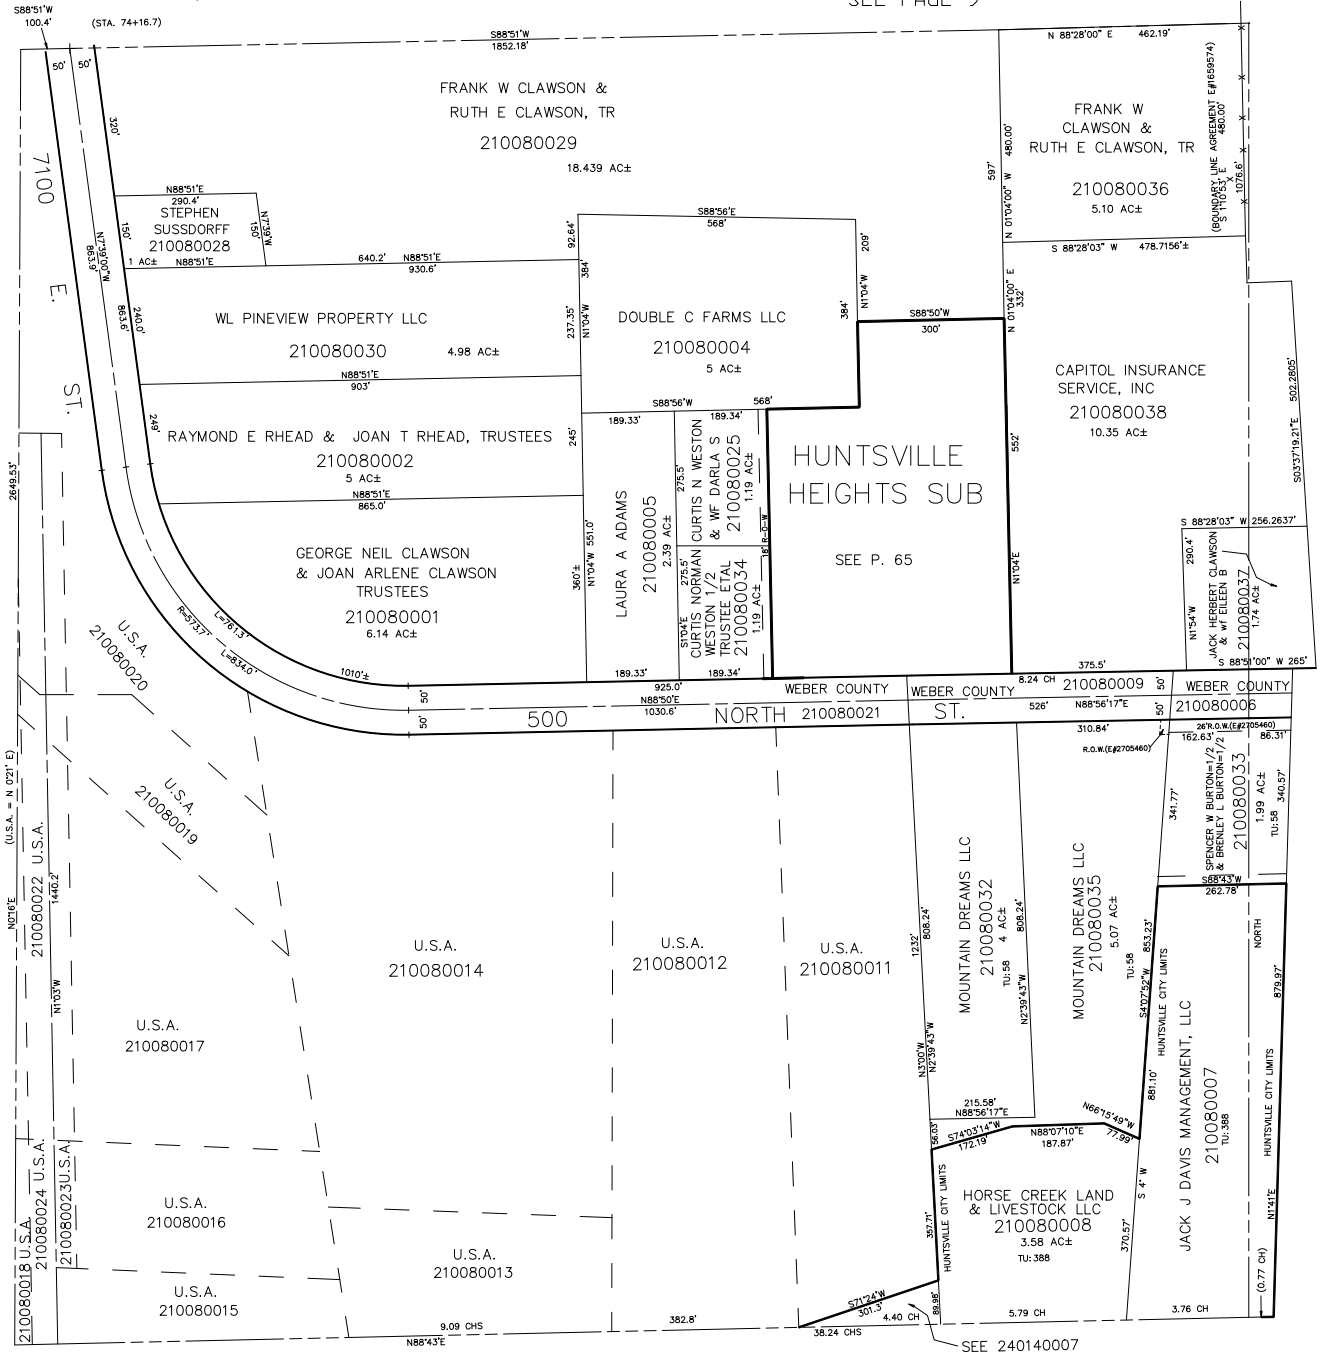 SEE PAGE 9
S88°51'W
100.4'
(STA. 74+16.7)
S88°51'W
1852.18'
N 88°28'00" E 462.19'
50' 50'
320'
7100
E.
ST.
FRANK W CLAWSON &
RUTH E CLAWSON, TR
210080029
18.439 AC±
597'
N 01°04'00" W 480.00'
FRANK W
CLAWSON &
RUTH E CLAWSON, TR
210080036
5.10 AC±
(BOUNDARY LINE AGREEMENT E#1659574)
S 1°10'53" E 480.00'
1076.6'
N88°51'E
290.4'
STEPHEN
SUSSDORFF
210080028
1 AC±
N88°51'E
150'
N7°39'W
150'
N7°39'00"W
863.9'
863.6'
240.0'
640.2' N88°51'E
930.6'
92.64'
S88°56'E
568'
209'
S 88°28'03" W 478.7156'±
N 01°04'00" E
332'
WL PINEVIEW PROPERTY LLC
210080030
4.98 AC±
237.35'
384'
N1°04'W
DOUBLE C FARMS LLC
210080004
5 AC±
384'
N1°04'W
S88°50'W
300'
CAPITOL INSURANCE
SERVICE, INC
210080038
10.35 AC±
S03°37'19.21"E 502.2805'
N88°51'E
903'
249'
RAYMOND E RHEAD & JOAN T RHEAD, TRUSTEES
210080002
5 AC±
245'
S88°56'W
568'
189.33'
189.34'
N88°51'E
865.0'
2649.53'
GEORGE NEIL CLAWSON
& JOAN ARLENE CLAWSON
TRUSTEES
210080001
6.14 AC±
360'±
N1°04'W 551.0'
LAURA A ADAMS
210080005
2.39 AC±
275.5'
CURTIS N WESTON
& WF DARLA S
210080025
1.19 AC±
18' R-O-W
S1°04'E
275.5'
CURTIS NORMAN
WESTON 1/2
TRUSTEE ETAL
210080034
1.19 AC±
HUNTSVILLE
HEIGHTS SUB
SEE P. 65
552'
N1°04'E
S 88°28'03" W 256.2637'
290.4'
N1°54'W
JACK HERBERT CLAWSON
& wf EILEEN B
210080037
1.74 AC±
S 88°51'00" W 265'
R=573.7'
L=761.3'
L=834.0'
1010'±
50'
50'
189.33'
189.34'
925.0'
N88°50'E
1030.6'
500
NORTH
ST.
WEBER COUNTY
210080021
WEBER COUNTY
8.24 CH
375.5'
210080009
526'
N88°56'17"E
50'
50'
WEBER COUNTY
210080006
U.S.A.
210080020
U.S.A.
210080019
(U.S.A. = N 0°21' E)
N0°16'E
210080022 U.S.A.
1440.2'
N1°03'W
310.84'
R.O.W.(E#2705460)
26'R.O.W.(E#2705460)
162.63'
86.31'
341.77'
SPENCER W BURTON=1/2
& BRENLEY L BURTON=1/2
210080033
1.99 AC±
TU:58
340.57'
S88°43'W
262.78'
U.S.A.
210080014
U.S.A.
210080012
U.S.A.
210080011
1232'
808.24'
N3°00'W
N2°39'43"W
MOUNTAIN DREAMS LLC
210080032
TU:58 4 AC±
808.24'
N2°39'43"W
MOUNTAIN DREAMS LLC
210080035
5.07 AC±
TU:58
853.23'
S4°07'52"W
HUNTSVILLE CITY LIMITS
881.10'
JACK J DAVIS MANAGEMENT, LLC
210080007
TU:388
NORTH
879.97'
HUNTSVILLE CITY LIMITS
N1°41'E
(0.77 CH)
U.S.A.
210080017
215.58'
N88°56'17"E
56.03'
S74°03'14"W
172.19'
N88°07'10"E
187.87'
N66°15'49"W
77.99'
S 4° W
370.57'
HORSE CREEK LAND
& LIVESTOCK LLC
210080008
3.58 AC±
TU:388
357.71'
HUNTSVILLE CITY LIMITS
210080018 U.S.A.
210080024 U.S.A.
210080023 U.S.A.
U.S.A.
210080016
U.S.A.
210080015
U.S.A.
210080013
S71°24'W
301.3'
89.98'
9.09 CHS
N88°43'E
382.8'
38.24 CHS
4.40 CH
5.79 CH
3.76 CH
SEE 240140007